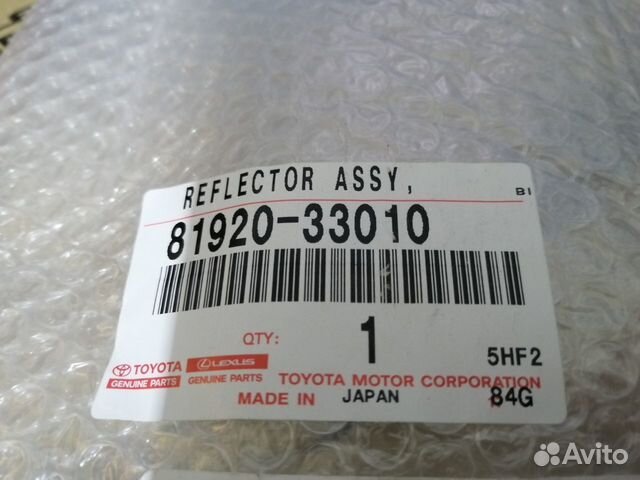 REFLECTOR ASSY,
BI
81920-33010
QTY: 1
5HF2
TOYOTA
GENUINE PARTS
LEXUS
GENUINE PARTS
TOYOTA MOTOR CORPORATION
MADE IN JAPAN
84G
Avito